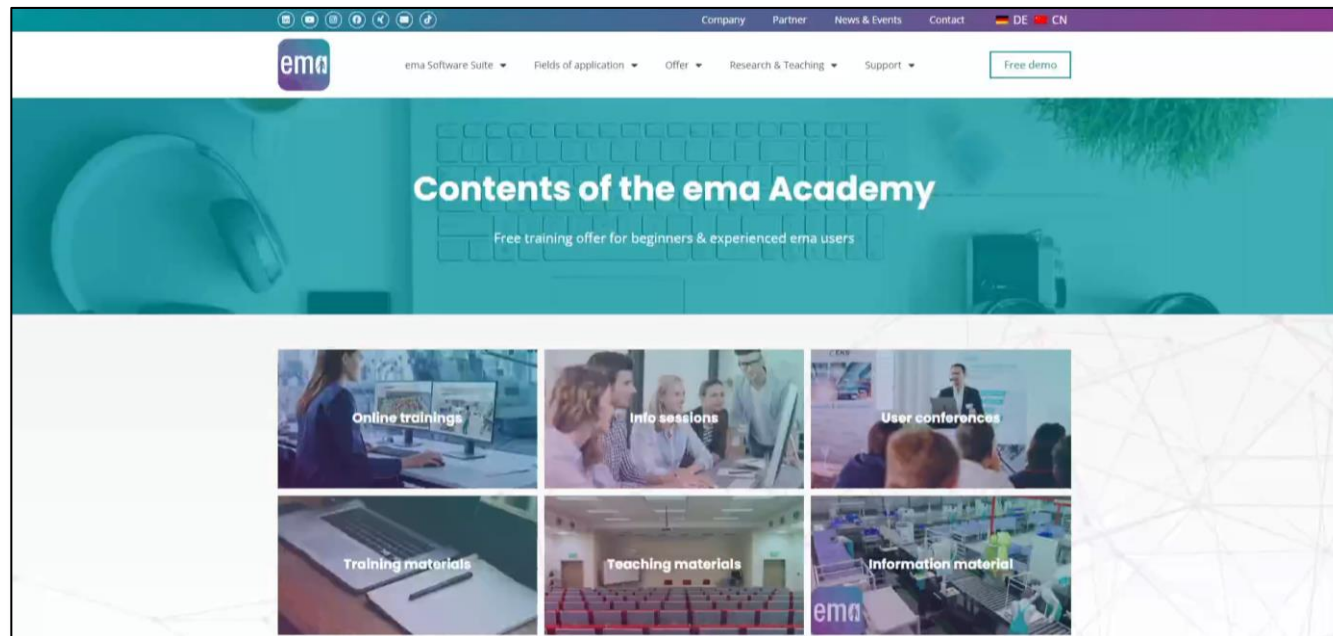 Company Partner News & Events Contact DE CN
ema ema Software Suite Fields of application Offer Research & Teaching Support Free demo
Contents of the ema Academy
Free training offer for beginners & experienced ema users
Online trainings Info sessions User conferences
Training materials Teaching materials Information material
ema